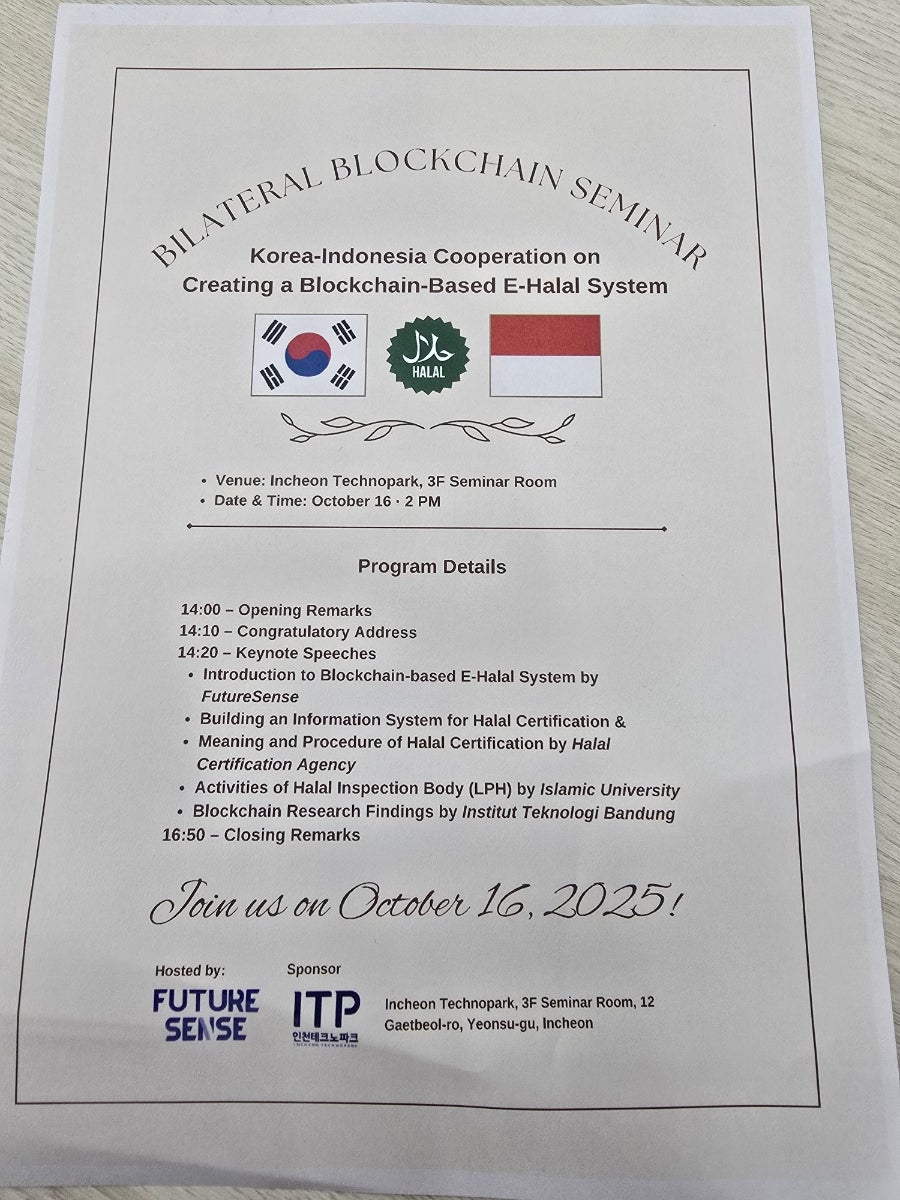 BILATERAL BLOCKCHAIN SEMINAR
Korea-Indonesia Cooperation on
Creating a Blockchain-Based E-Halal System
حلال
HALAL
• Venue: Incheon Technopark, 3F Seminar Room
• Date & Time: October 16 · 2 PM
Program Details
14:00 – Opening Remarks
14:10 – Congratulatory Address
14:20 – Keynote Speeches
• Introduction to Blockchain-based E-Halal System by
FutureSense
• Building an Information System for Halal Certification &
• Meaning and Procedure of Halal Certification by Halal
Certification Agency
• Activities of Halal Inspection Body (LPH) by Islamic University
• Blockchain Research Findings by Institut Teknologi Bandung
16:50 – Closing Remarks
Join us on October 16, 2025!
Hosted by:
FUTURE
SENSE
Sponsor
ITP
인천테크노파크
INCHEON TECHNOPARK
Incheon Technopark, 3F Seminar Room, 12
Gaetbeol-ro, Yeonsu-gu, Incheon